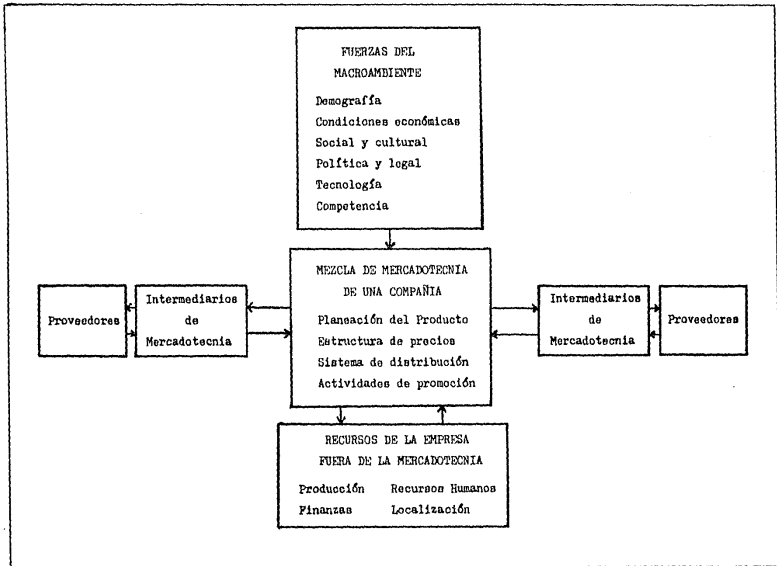 FUERZAS DEL
MACROAMBIENTE
Demografía
Condiciones económicas
Social y cultural
Política y legal
Tecnología
Competencia
MEZCLA DE MERCADOTECNIA
DE UNA COMPAÑIA
Planeación del Producto
Estructura de precios
Sistema de distribución
Actividades de promoción
Proveedores
Intermediarios
de
Mercadotecnia
Intermediarios
de
Mercadotecnia
Proveedores
RECURSOS DE LA EMPRESA
FUERA DE LA MERCADOTECNIA
Producción Recursos Humanos
Finanzas Localización